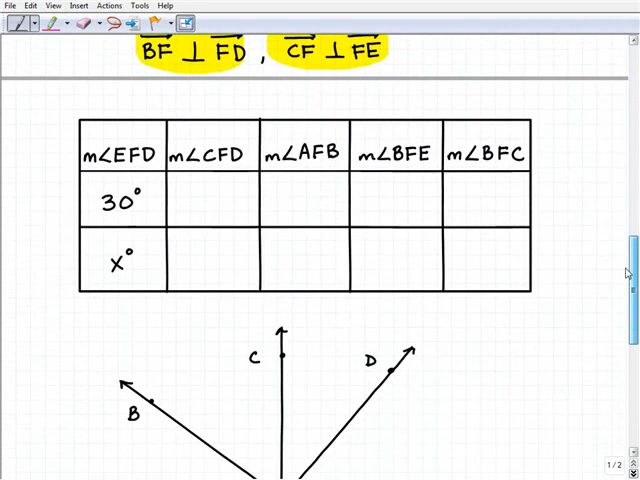 File Edit Tools View Insert Actions Help
BF ⊥ FD , CF ⊥ FE
m∠EFD m∠CFD m∠AFB m∠BFE m∠BFC
30°
x°
C
D
B
1 / 2